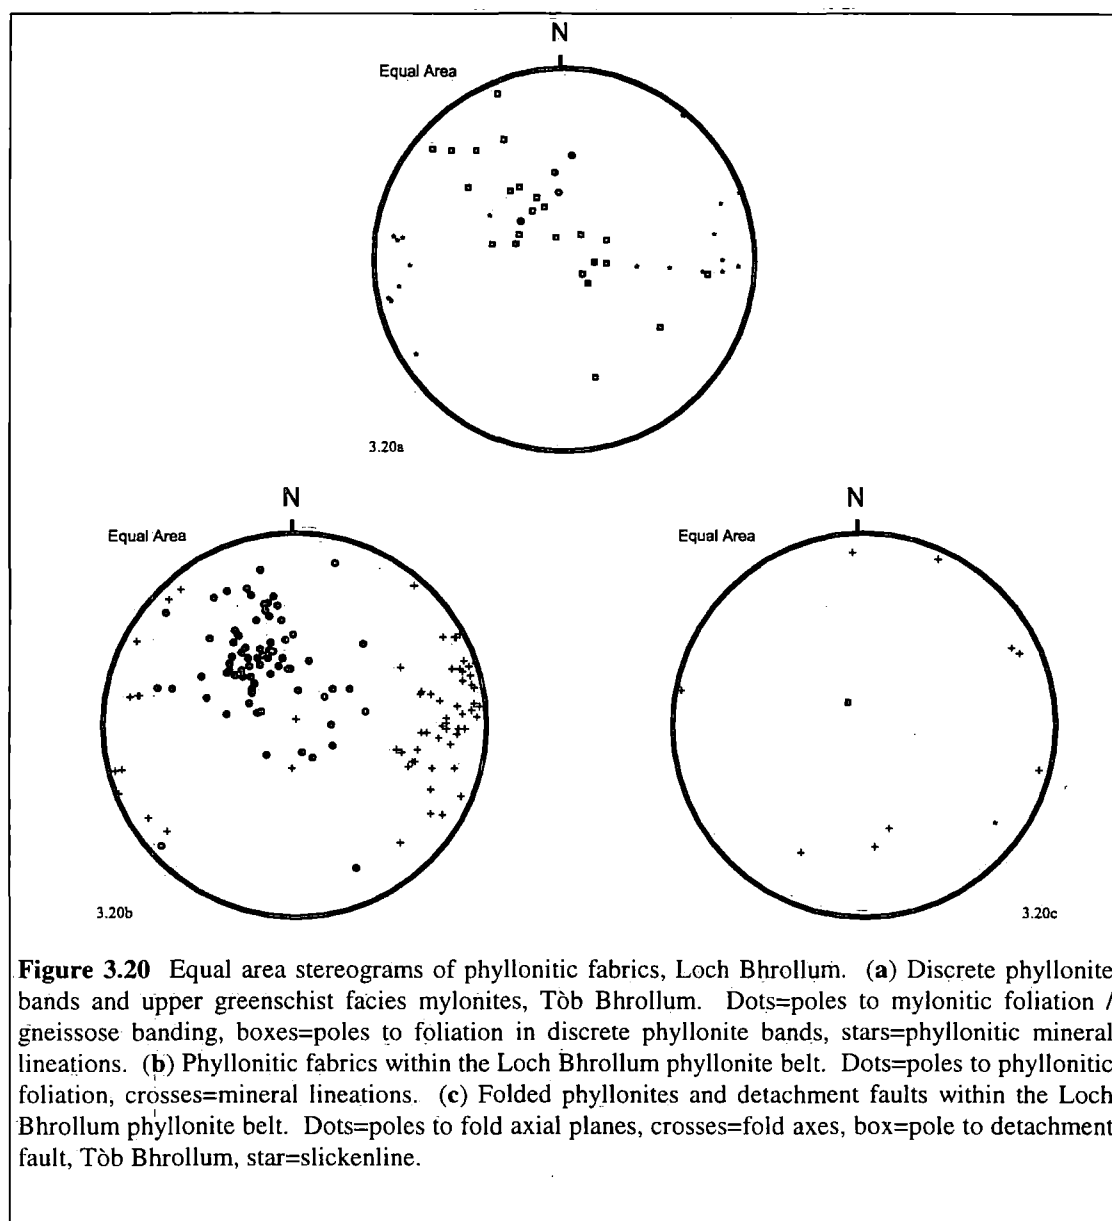 N
Equal Area
3.20a
N
Equal Area
3.20b
N
Equal Area
3.20c
Figure 3.20 Equal area stereograms of phyllonitic fabrics, Loch Bhrollum. (a) Discrete phyllonite
bands and upper greenschist facies mylonites, Tòb Bhrollum. Dots=poles to mylonitic foliation /
gneissose banding, boxes=poles to foliation in discrete phyllonite bands, stars=phyllonitic mineral
lineations. (b) Phyllonitic fabrics within the Loch Bhrollum phyllonite belt. Dots=poles to phyllonitic
foliation, crosses=mineral lineations. (c) Folded phyllonites and detachment faults within the Loch
Bhrollum phyllonite belt. Dots=poles to fold axial planes, crosses=fold axes, box=pole to detachment
fault, Tòb Bhrollum, star=slickenline.